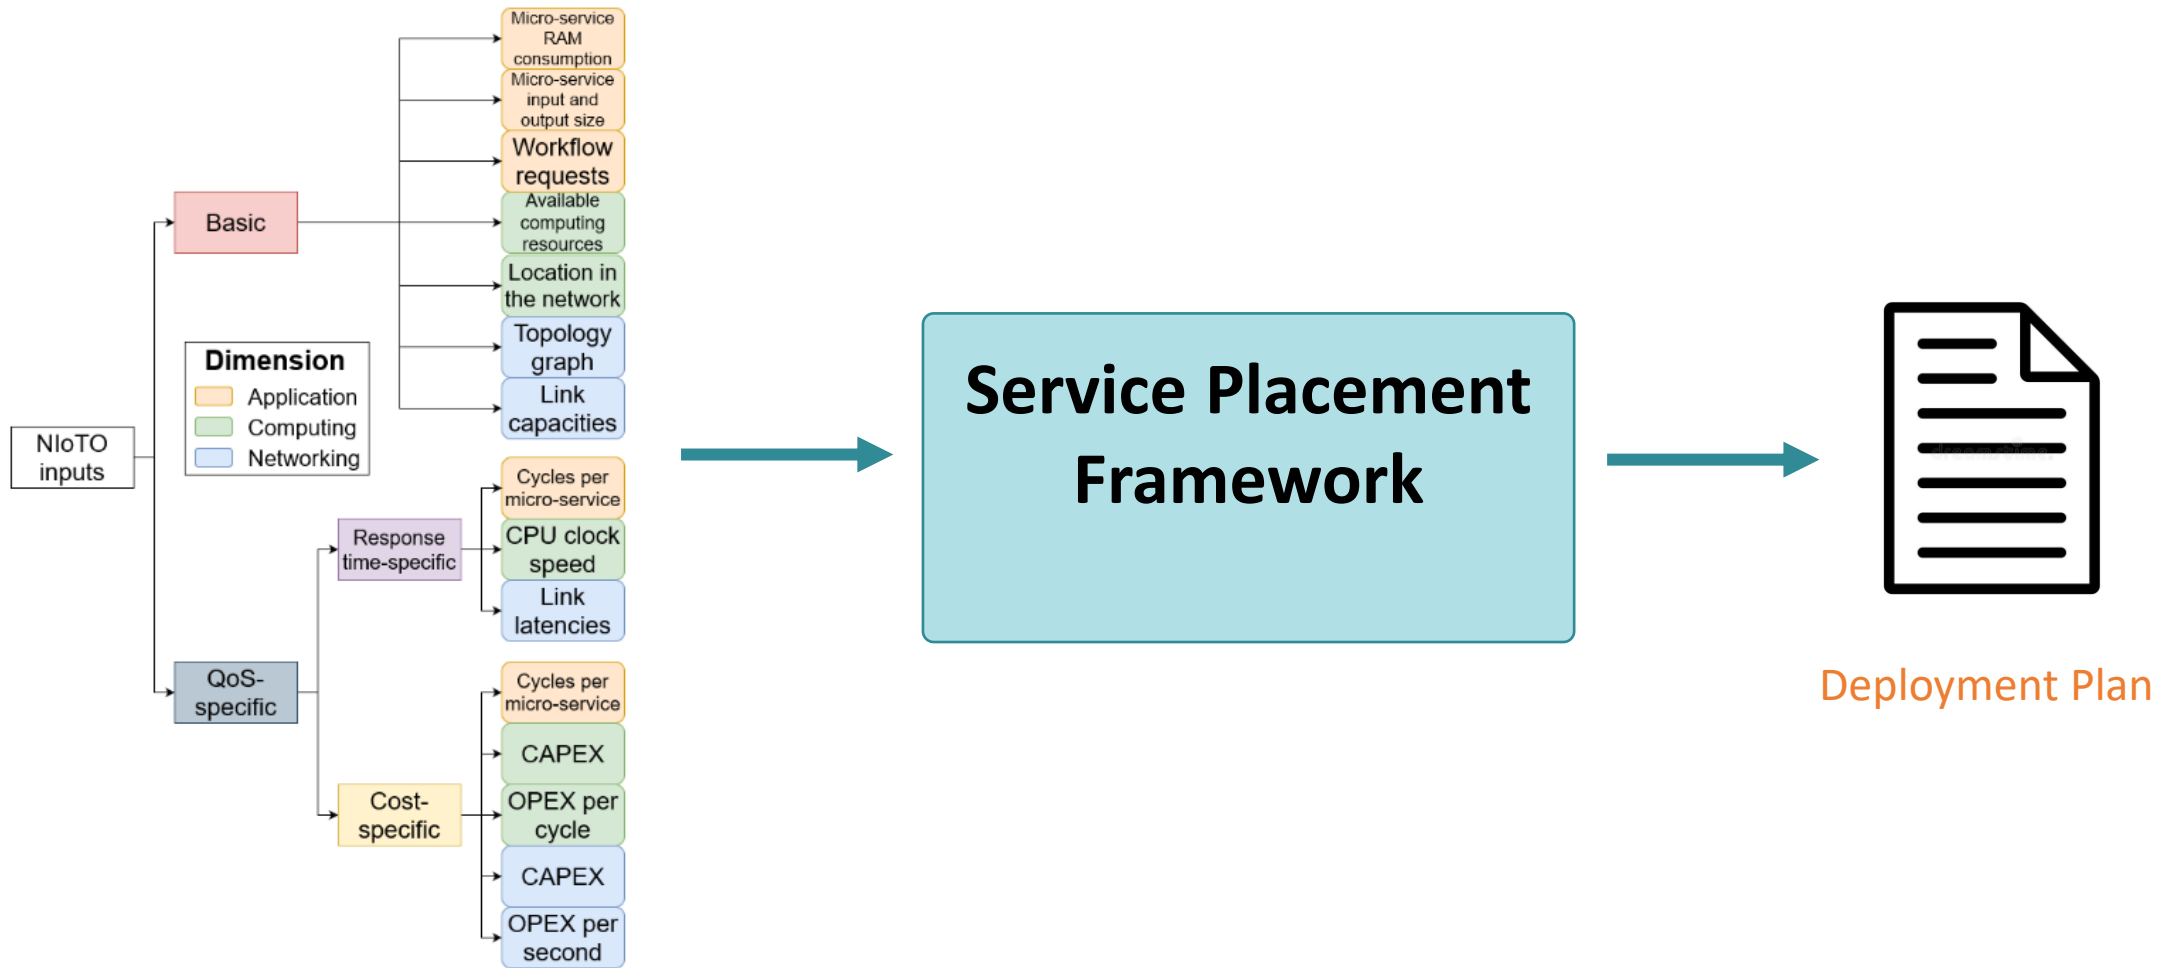 NIoTO
inputs
Basic
QoS-
specific
Dimension
Application
Computing
Networking
Response
time-specific
Cost-
specific
Micro-service
RAM
consumption
Micro-service
input and
output size
Workflow
requests
Available
computing
resources
Location in
the network
Topology
graph
Link
capacities
Cycles per
micro-service
CPU clock
speed
Link
latencies
Cycles per
micro-service
CAPEX
OPEX per
cycle
CAPEX
OPEX per
second
Service Placement
Framework
Deployment Plan